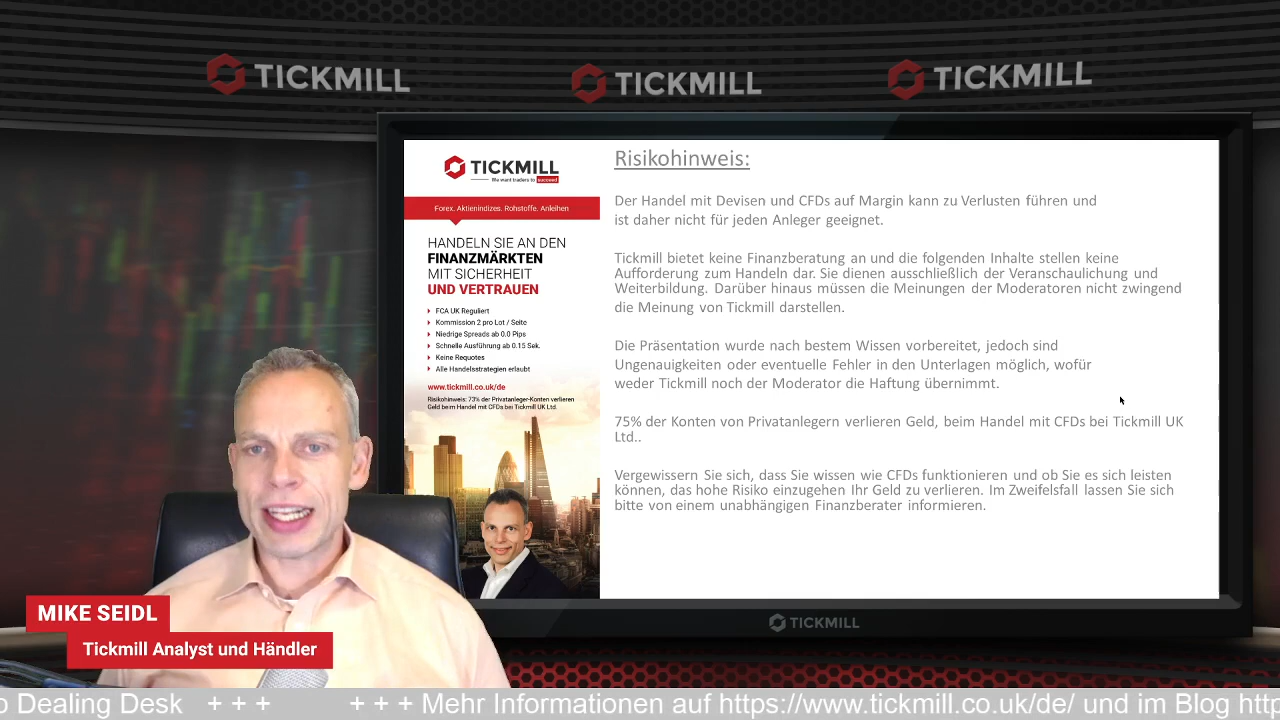 TICKMILL
TICKMILL
TICKMILL
TICKMILL
We want traders to succeed
Forex. Aktienindizes. Rohstoffe. Anleihen
HANDELN SIE AN DEN
FINANZMÄRKTEN
MIT SICHERHEIT
UND VERTRAUEN
FCA UK Reguliert
Kommission 2 pro Lot / Seite
Niedrige Spreads ab 0.0 Pips
Schnelle Ausführung ab 0.15 Sek.
Keine Requotes
Alle Handelsstrategien erlaubt
www.tickmill.co.uk/de
Risikohinweis: 73% der Privatanleger-Konten verlieren
Geld beim Handel mit CFDs bei Tickmill UK Ltd.
Risikohinweis:
Der Handel mit Devisen und CFDs auf Margin kann zu Verlusten führen und
ist daher nicht für jeden Anleger geeignet.
Tickmill bietet keine Finanzberatung an und die folgenden Inhalte stellen keine
Aufforderung zum Handeln dar. Sie dienen ausschließlich der Veranschaulichung und
Weiterbildung. Darüber hinaus müssen die Meinungen der Moderatoren nicht zwingend
die Meinung von Tickmill darstellen.
Die Präsentation wurde nach bestem Wissen vorbereitet, jedoch sind
Ungenauigkeiten oder eventuelle Fehler in den Unterlagen möglich, wofür
weder Tickmill noch der Moderator die Haftung übernimmt.
75% der Konten von Privatanlegern verlieren Geld, beim Handel mit CFDs bei Tickmill UK
Ltd..
Vergewissern Sie sich, dass Sie wissen wie CFDs funktionieren und ob Sie es sich leisten
können, das hohe Risiko einzugehen Ihr Geld zu verlieren. Im Zweifelsfall lassen Sie sich
bitte von einem unabhängigen Finanzberater informieren.
TICKMILL
MIKE SEIDL
Tickmill Analyst und Händler
o Dealing Desk +++ +++ Mehr Informationen auf https://www.tickmill.co.uk/de/ und im Blog http